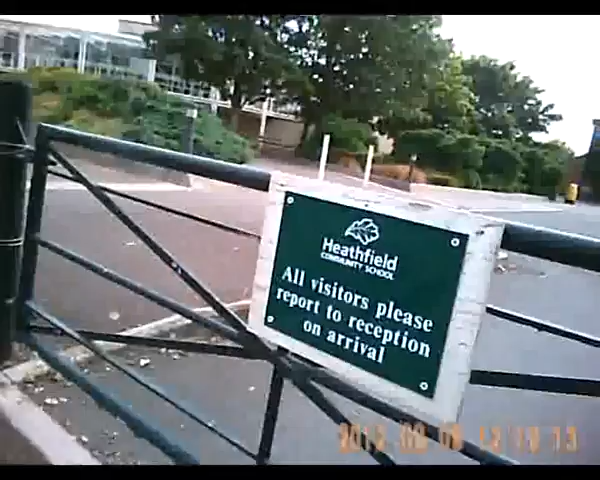 Heathfield
COMMUNITY SCHOOL
All visitors please
report to reception
on arrival